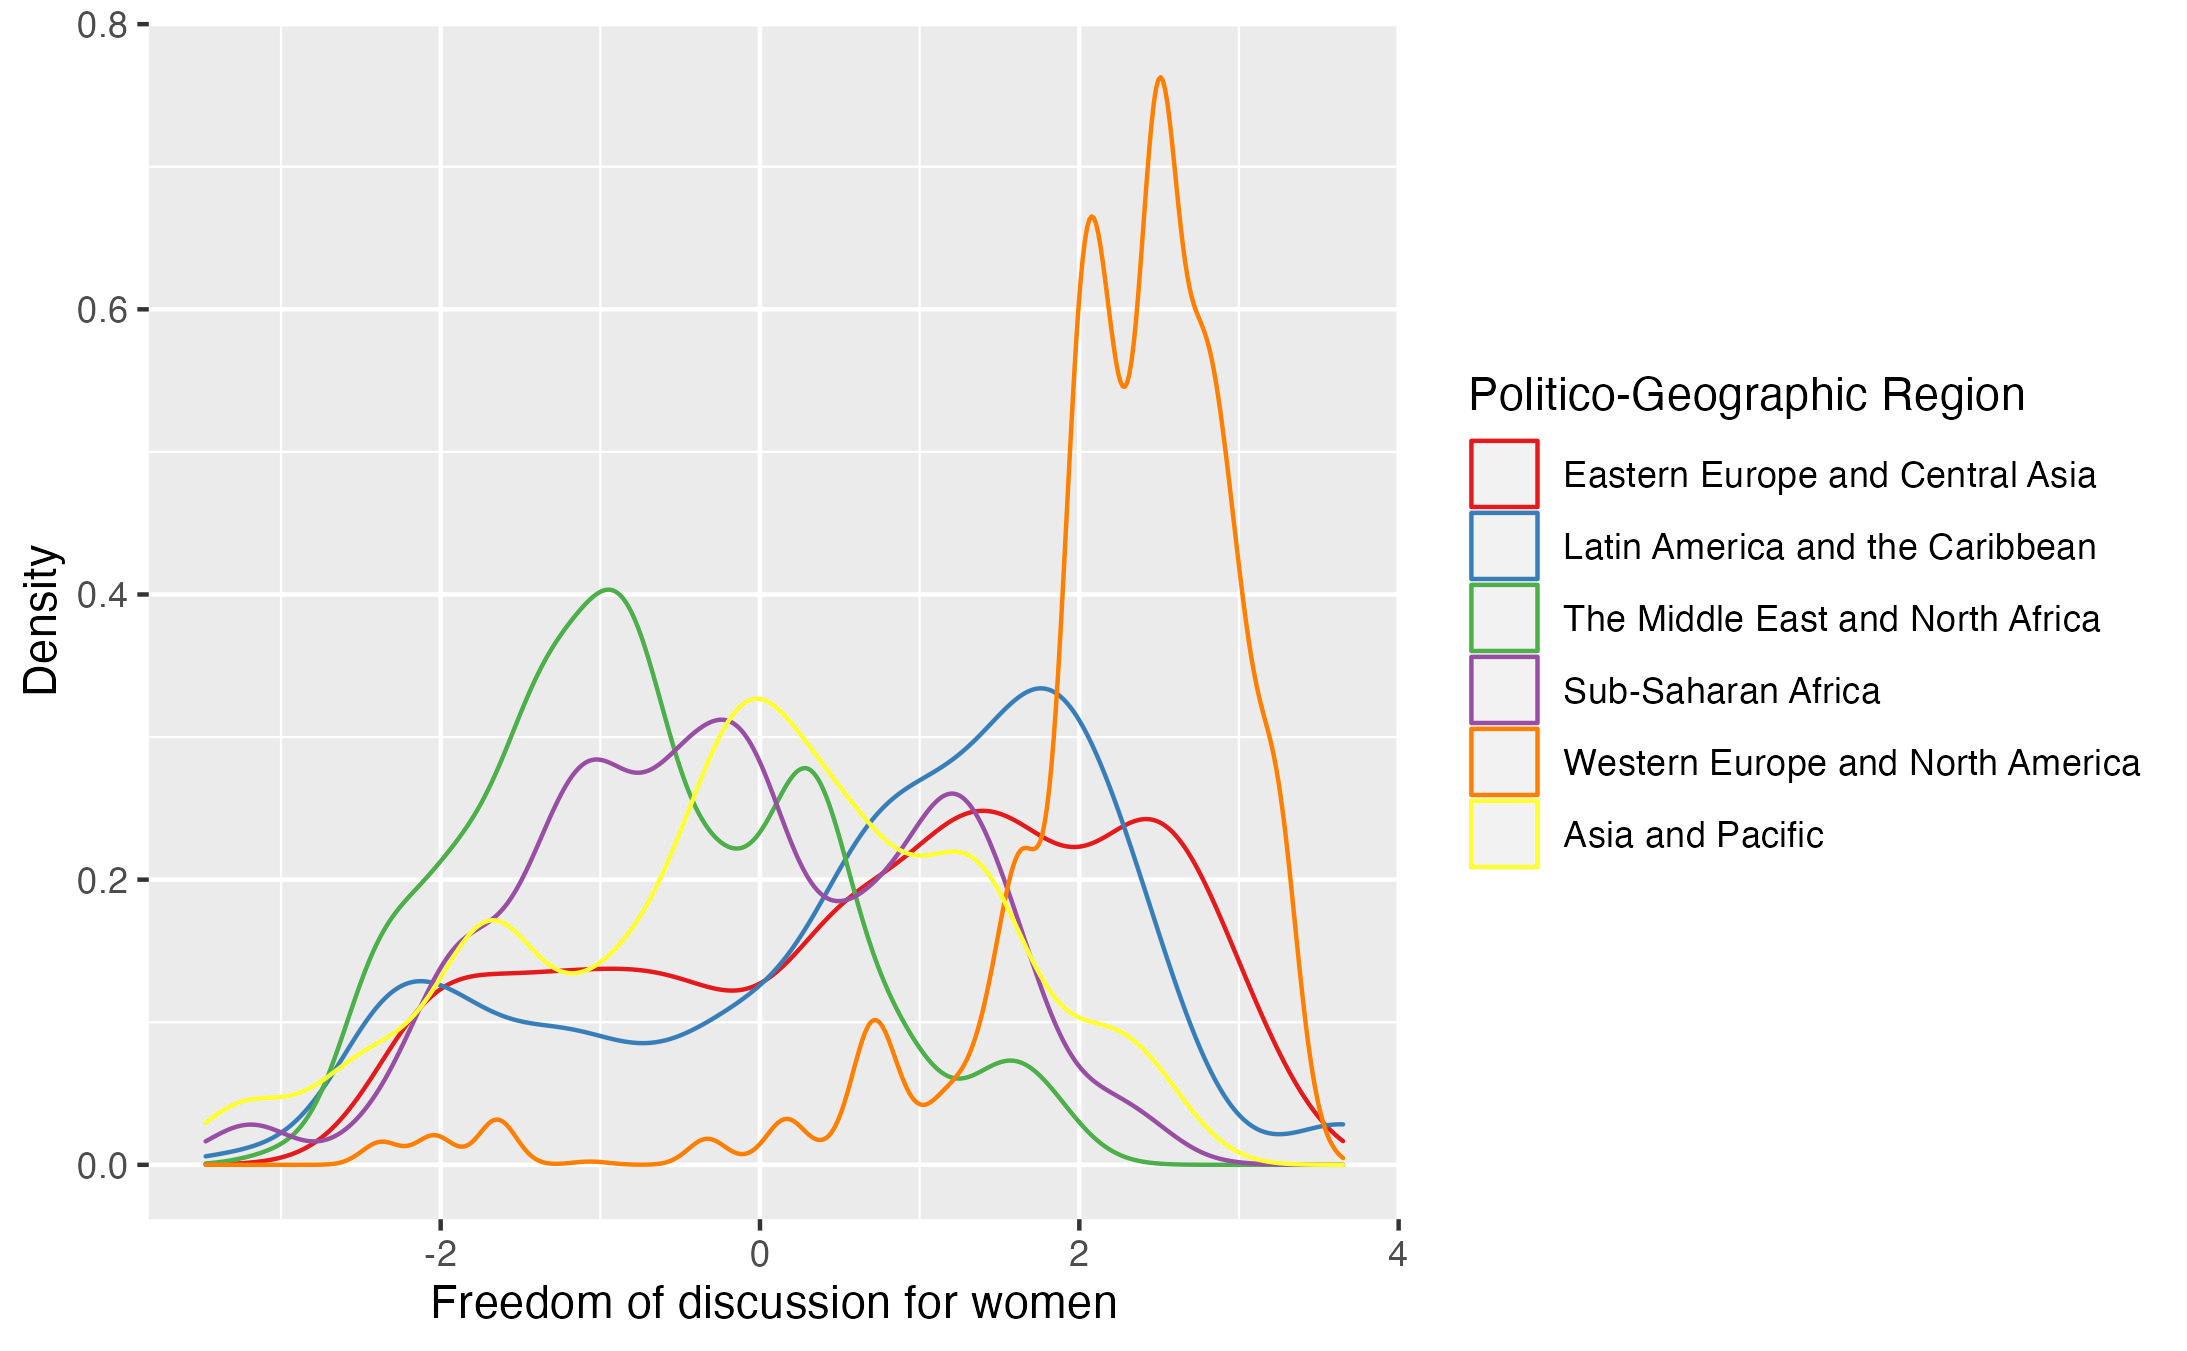 0.8
0.6
0.4
0.2
0.0
Density
-2 0 2 4
Freedom of discussion for women
Politico-Geographic Region
Eastern Europe and Central Asia
Latin America and the Caribbean
The Middle East and North Africa
Sub-Saharan Africa
Western Europe and North America
Asia and Pacific